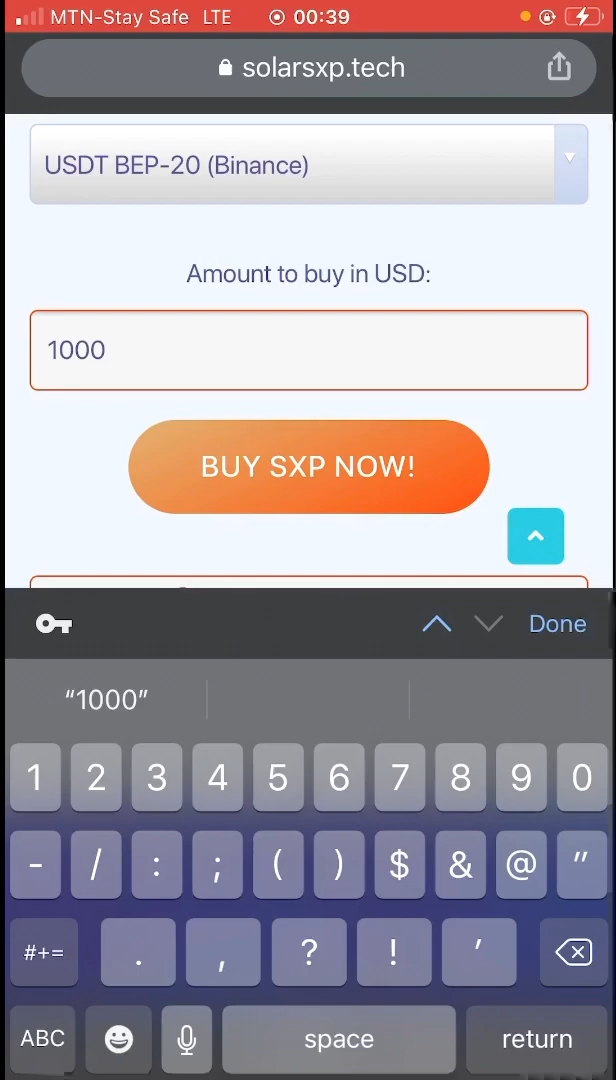 MTN-Stay Safe LTE 00:39
solarsxp.tech
USDT BEP-20 (Binance)
Amount to buy in USD:
1000
BUY SXP NOW!
Done
“1000”
1 2 3 4 5 6 7 8 9 0
- / : ; ( ) $ & @ "
#+= . , ? ! '
ABC space return